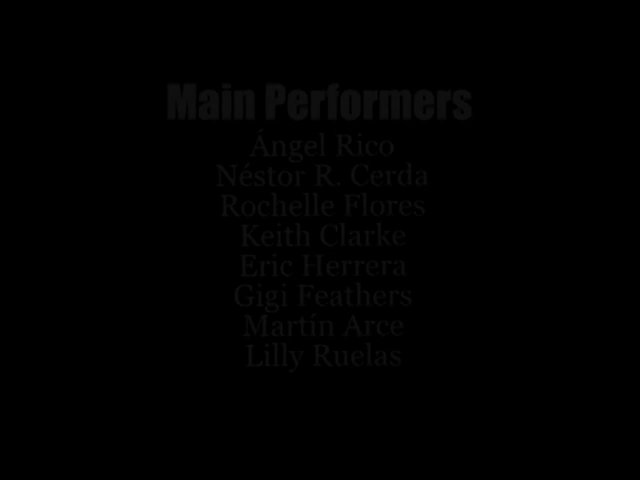 Main Performers
Ángel Rico
Néstor R. Cerda
Rochelle Flores
Keith Clarke
Eric Herrera
Gigi Feathers
Martín Arce
Lilly Ruelas